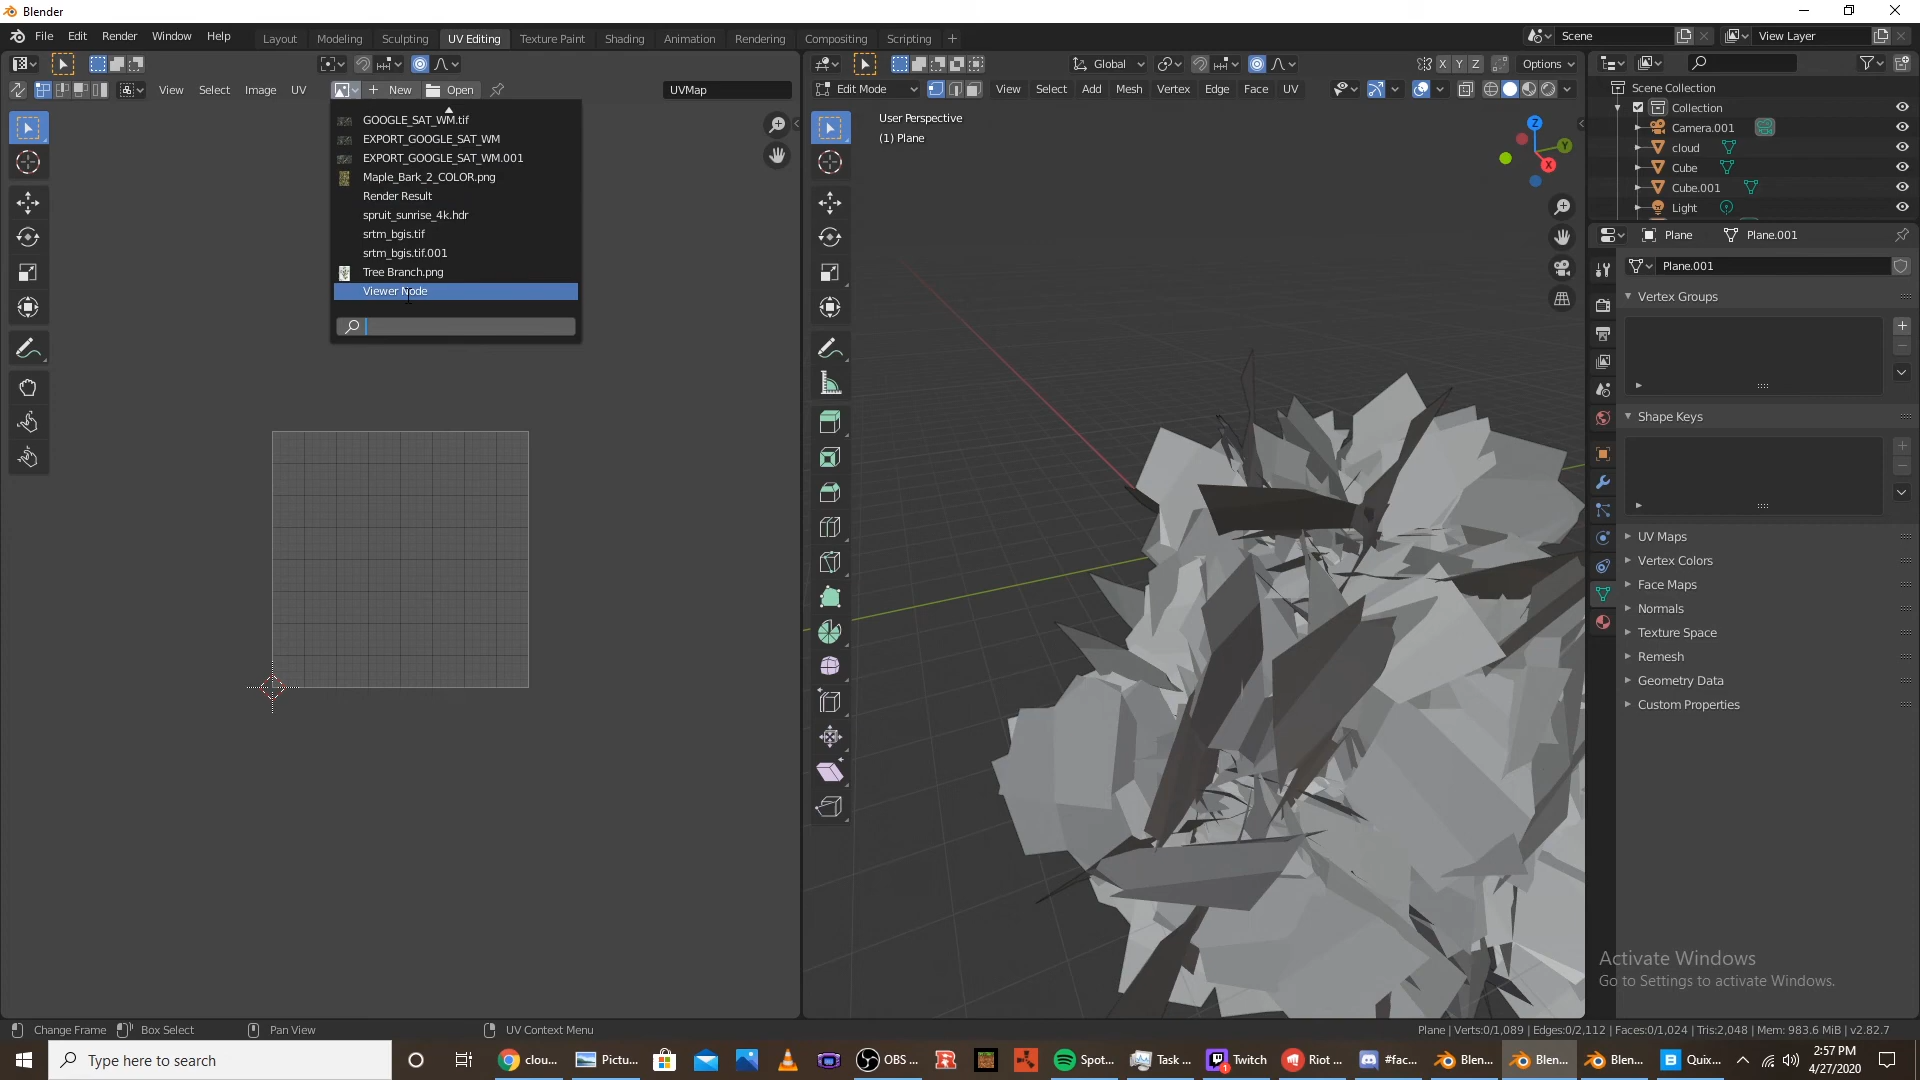 Blender
File Edit Render Window Help Layout Modeling Sculpting UV Editing Texture Paint Shading Animation Rendering Compositing Scripting + Scene View Layer
Global X Y Z Options
View Select Image UV New Open UVMap Edit Mode View Select Add Mesh Vertex Edge Face UV
GOOGLE_SAT_WM.tif
EXPORT_GOOGLE_SAT_WM
EXPORT_GOOGLE_SAT_WM.001
Maple_Bark_2_COLOR.png
Render Result
spruit_sunrise_4k.hdr
srtm_bgis.tif
srtm_bgis.tif.001
Tree Branch.png
Viewer Node
User Perspective
(1) Plane
Z
Y
X
Scene Collection
Collection
Camera.001
cloud
Cube
Cube.001
Light
Plane Plane.001
Plane.001
Vertex Groups
Shape Keys
UV Maps
Vertex Colors
Face Maps
Normals
Texture Space
Remesh
Geometry Data
Custom Properties
Activate Windows
Go to Settings to activate Windows.
Change Frame Box Select Pan View UV Context Menu Plane | Verts:0/1,089 | Edges:0/2,112 | Faces:0/1,024 | Tris:2,048 | Mem: 983.6 MiB | v2.82.7
Type here to search clou... Pictu... OBS ... Spot... Task ... Twitch Riot ... #fac... Blen... Blen... Blen... Quix... 2:57 PM
4/27/2020